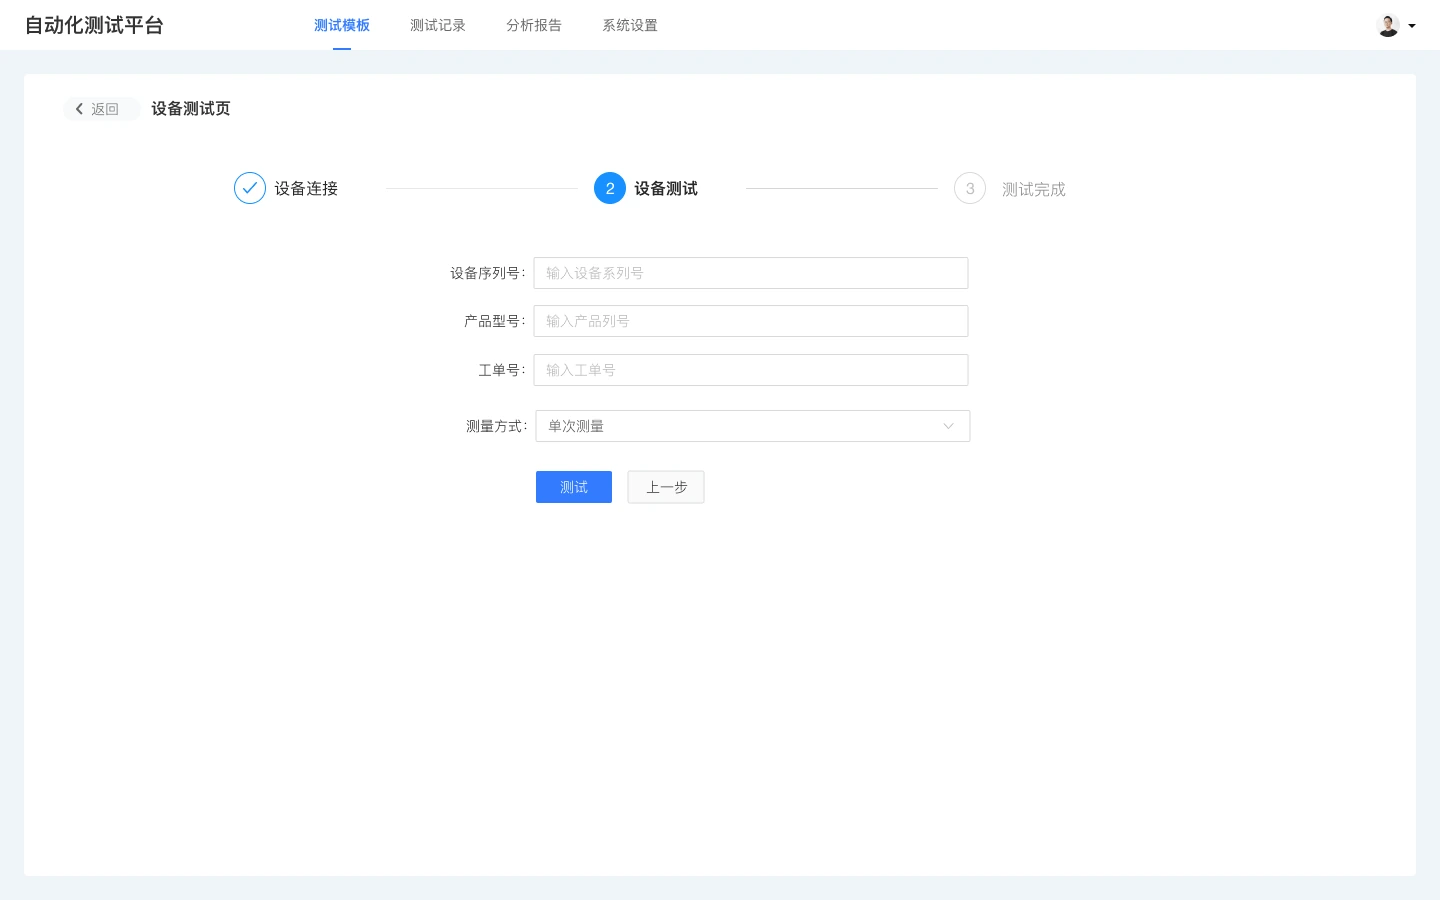 自动化测试平台
测试模板 测试记录 分析报告 系统设置
返回 设备测试页
设备连接 2 设备测试 3 测试完成
设备序列号: 输入设备系列号
产品型号: 输入产品列号
工单号: 输入工单号
测量方式: 单次测量
测试 上一步